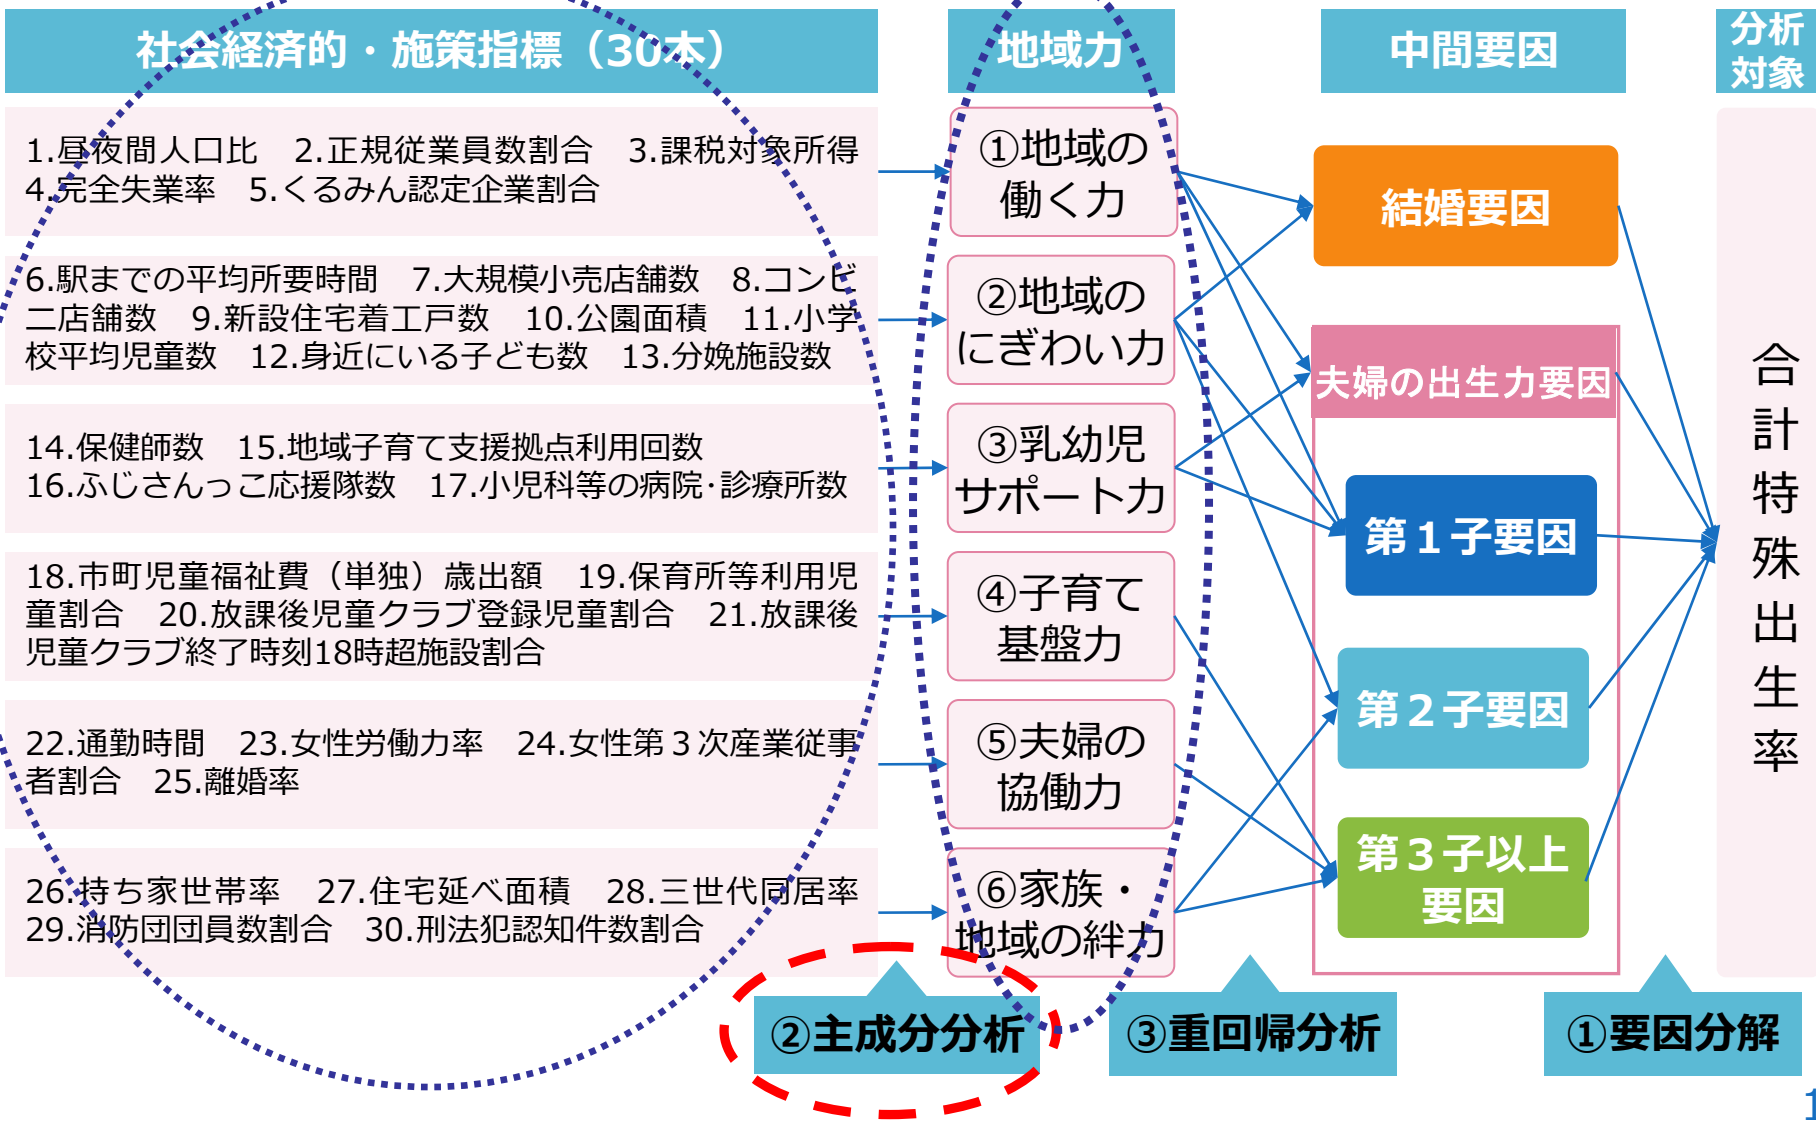 社会経済的・施策指標（30本）
地域力
中間要因
分析
対象
1.昼夜間人口比　2.正規従業員数割合　3.課税対象所得
4.完全失業率　5.くるみん認定企業割合
6.駅までの平均所要時間　7.大規模小売店舗数　8.コンビ
ニ店舗数　9.新設住宅着工戸数　10.公園面積　11.小学
校平均児童数　12.身近にいる子ども数　13.分娩施設数
14.保健師数　15.地域子育て支援拠点利用回数
16.ふじさんっこ応援隊数　17.小児科等の病院･診療所数
18.市町児童福祉費（単独）歳出額　19.保育所等利用児
童割合　20.放課後児童クラブ登録児童割合　21.放課後
児童クラブ終了時刻18時超施設割合
22.通勤時間　23.女性労働力率　24.女性第３次産業従事
者割合　25.離婚率
26.持ち家世帯率　27.住宅延べ面積　28.三世代同居率
29.消防団団員数割合　30.刑法犯認知件数割合
①地域の
働く力
②地域の
にぎわい力
③乳幼児
サポート力
④子育て
基盤力
⑤夫婦の
協働力
⑥家族・
地域の絆力
結婚要因
夫婦の出生力要因
第１子要因
第２子要因
第３子以上
要因
合計特殊出生率
②主成分分析
③重回帰分析
①要因分解
1